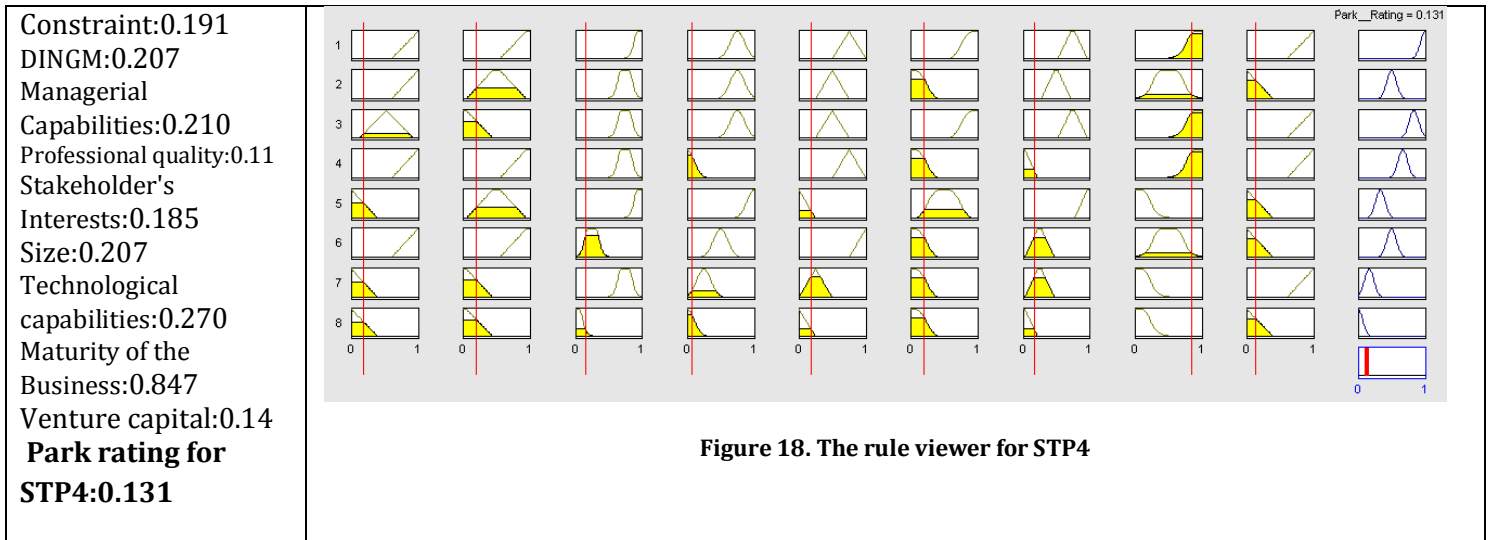 Constraint:0.191
DINGM:0.207
Managerial
Capabilities:0.210
Professional quality:0.11
Stakeholder's
Interests:0.185
Size:0.207
Technological
capabilities:0.270
Maturity of the
Business:0.847
Venture capital:0.14
Park rating for
STP4:0.131
Park__Rating = 0.131
1
2
3
4
5
6
7
8
0 1 0 1 0 1 0 1 0 1 0 1 0 1 0 1 0 1
0 1
Figure 18. The rule viewer for STP4